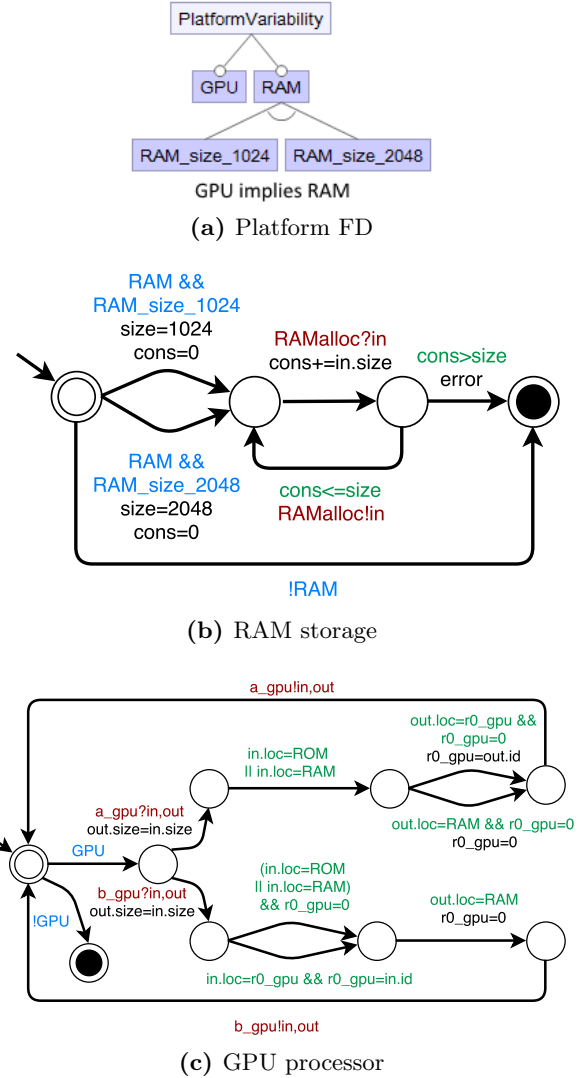 PlatformVariability
GPU
RAM
RAM_size_1024
RAM_size_2048
GPU implies RAM
(a) Platform FD
RAM &&
RAM_size_1024
size=1024
cons=0
RAMalloc?in
cons+=in.size
cons>size
error
RAM &&
RAM_size_2048
size=2048
cons=0
cons<=size
RAMalloc!in
!RAM
(b) RAM storage
a_gpu!in,out
out.loc=r0_gpu &&
r0_gpu=0
r0_gpu=out.id
in.loc=ROM
|| in.loc=RAM
a_gpu?in,out
out.size=in.size
out.loc=RAM && r0_gpu=0
r0_gpu=0
GPU
b_gpu?in,out
out.size=in.size
(in.loc=ROM
|| in.loc=RAM)
&& r0_gpu=0
out.loc=RAM
r0_gpu=0
!GPU
in.loc=r0_gpu && r0_gpu=in.id
b_gpu!in,out
(c) GPU processor